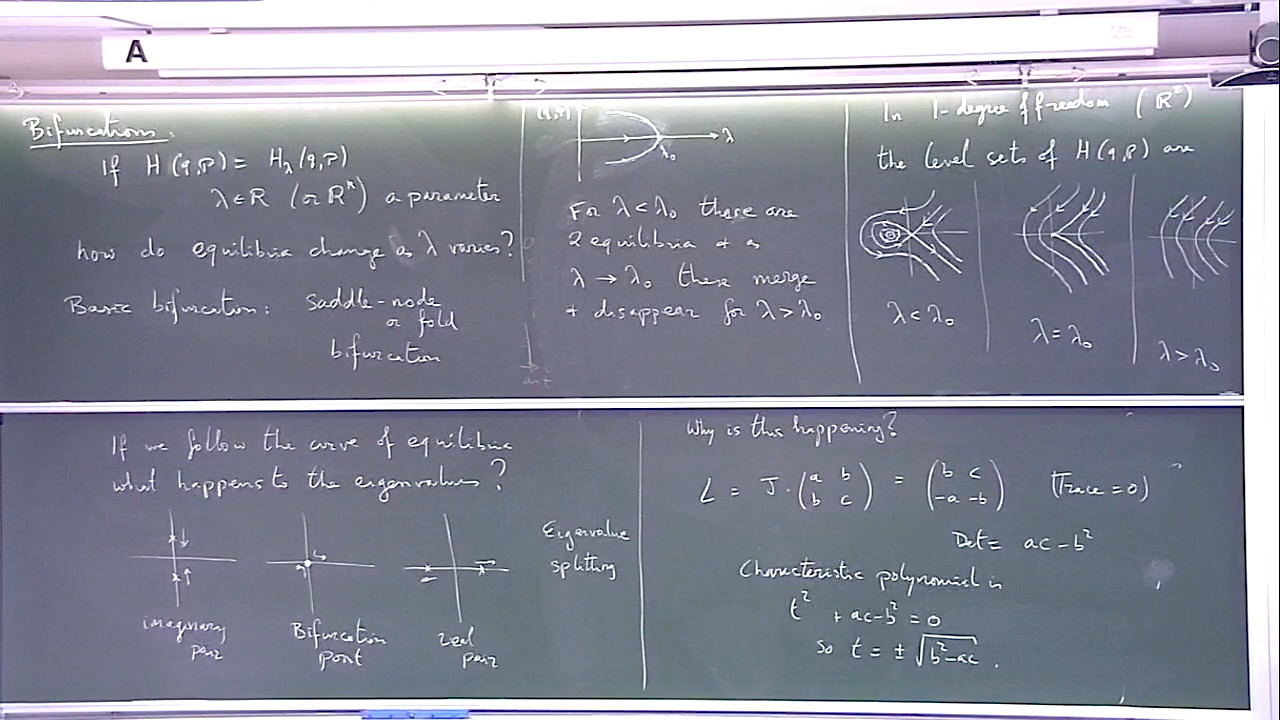 A
Bifurcations:
If H(q,p) = H_λ(q,p)
λ∈ℝ (or ℝᵏ) a parameter
how do equilibria change as λ varies?
Basic bifurcation: saddle-node
or fold
bifurcation
(q,p)
λ
λ₀
For λ<λ₀ there are
2 equilibria + as
λ → λ₀ these merge
+ disappear for λ>λ₀
In 1-degree of freedom (ℝ²)
the level sets of H(q,p) are
λ<λ₀
λ=λ₀
λ>λ₀
If we follow the curve of equilibria
what happens to the eigenvalues?
imaginary
pair
Bifurcation
point
real
pair
Eigenvalue
splitting
Why is this happening?
L = J·(a b; b c) = (b c; -a -b) (Trace = 0)
Det = ac - b²
Characteristic polynomial is
t² + ac - b² = 0
so t = ± √(b² - ac).